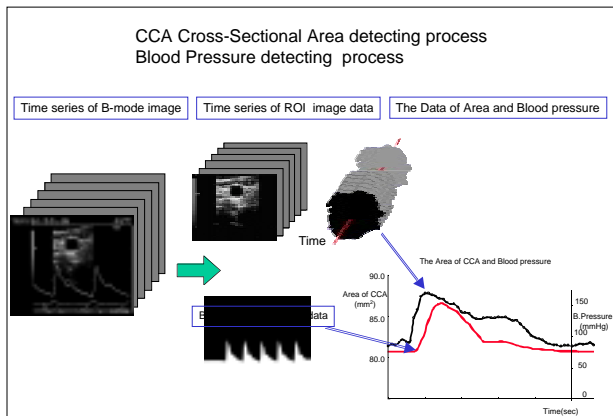 CCA Cross-Sectional Area detecting process
Blood Pressure detecting process
Time series of B-mode image
Time series of ROI image data
The Data of Area and Blood pressure
Time
The Area of CCA and Blood pressure
90.0
Area of CCA
(mm²)
85.0
80.0
150
B.Pressure
(mmHg)
100
50
0
Time(sec)
B
data